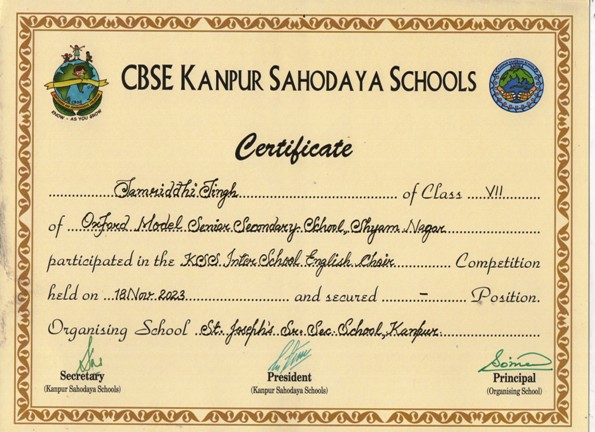 CBSE KANPUR SAHODAYA SCHOOLS
KNOW - AS YOU GROW
Certificate
Samriddhi Singh of Class VII
of Oxford Model Senior Secondary School, Shyam Nagar
participated in the KSS Inter School English Choir Competition
held on 18 Nov 2023 and secured – Position.
Organising School St. Joseph's Sr. Sec. School, Kanpur.
Secretary
(Kanpur Sahodaya Schools)
President
(Kanpur Sahodaya Schools)
Principal
(Organising School)